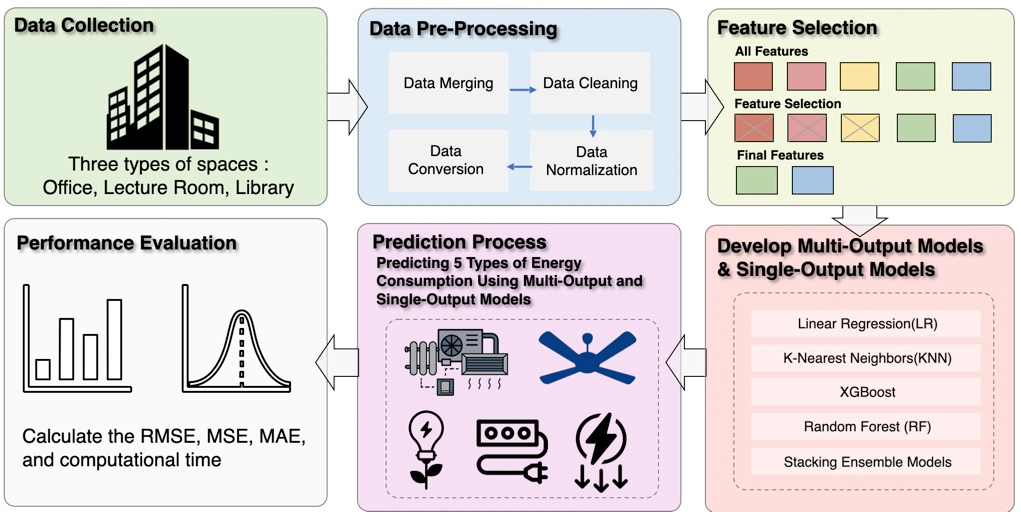 Data Collection
Three types of spaces :
Office, Lecture Room, Library
Data Pre-Processing
Data Merging
Data Cleaning
Data
Normalization
Data
Conversion
Feature Selection
All Features
Feature Selection
Final Features
Develop Multi-Output Models
& Single-Output Models
Linear Regression(LR)
K-Nearest Neighbors(KNN)
XGBoost
Random Forest (RF)
Stacking Ensemble Models
Prediction Process
Predicting 5 Types of Energy
Consumption Using Multi-Output and
Single-Output Models
Performance Evaluation
Calculate the RMSE, MSE, MAE,
and computational time